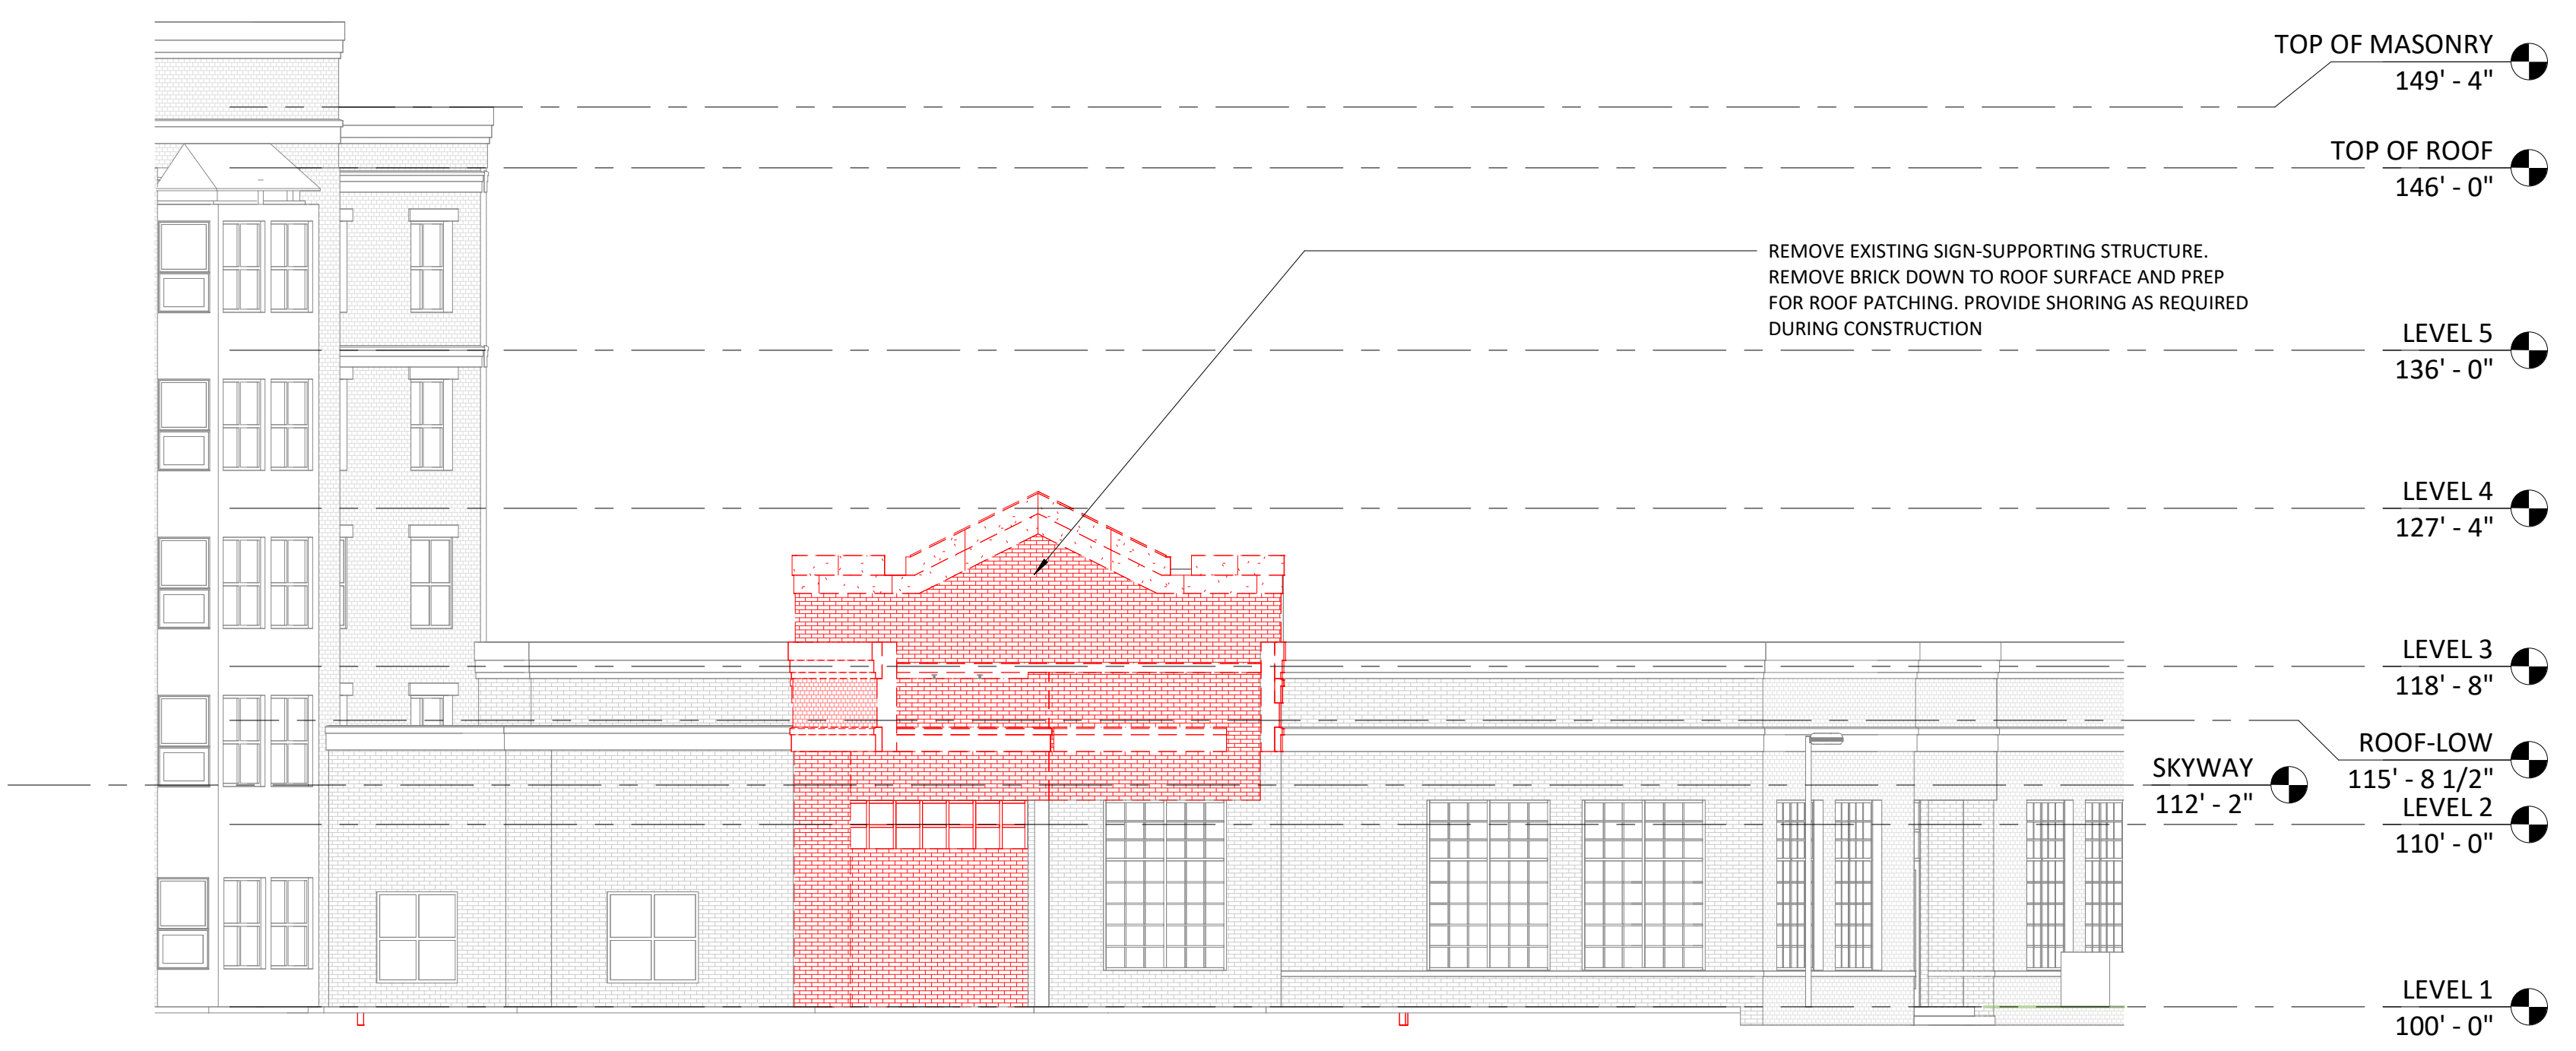 TOP OF MASONRY
149' - 4"
TOP OF ROOF
146' - 0"
REMOVE EXISTING SIGN-SUPPORTING STRUCTURE.
REMOVE BRICK DOWN TO ROOF SURFACE AND PREP
FOR ROOF PATCHING. PROVIDE SHORING AS REQUIRED
DURING CONSTRUCTION
LEVEL 5
136' - 0"
LEVEL 4
127' - 4"
LEVEL 3
118' - 8"
ROOF-LOW
115' - 8 1/2"
SKYWAY
112' - 2"
LEVEL 2
110' - 0"
LEVEL 1
100' - 0"